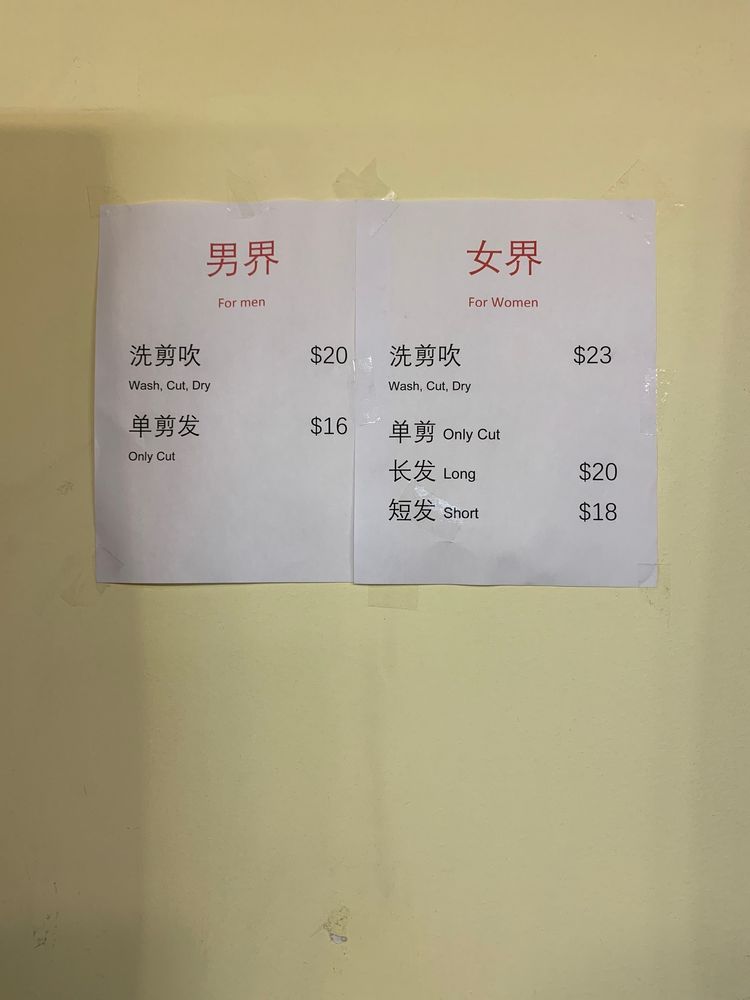 男界
For men
洗剪吹 $20
Wash, Cut, Dry
单剪发 $16
Only Cut
女界
For Women
洗剪吹 $23
Wash, Cut, Dry
单剪 Only Cut
长发 Long $20
短发 Short $18